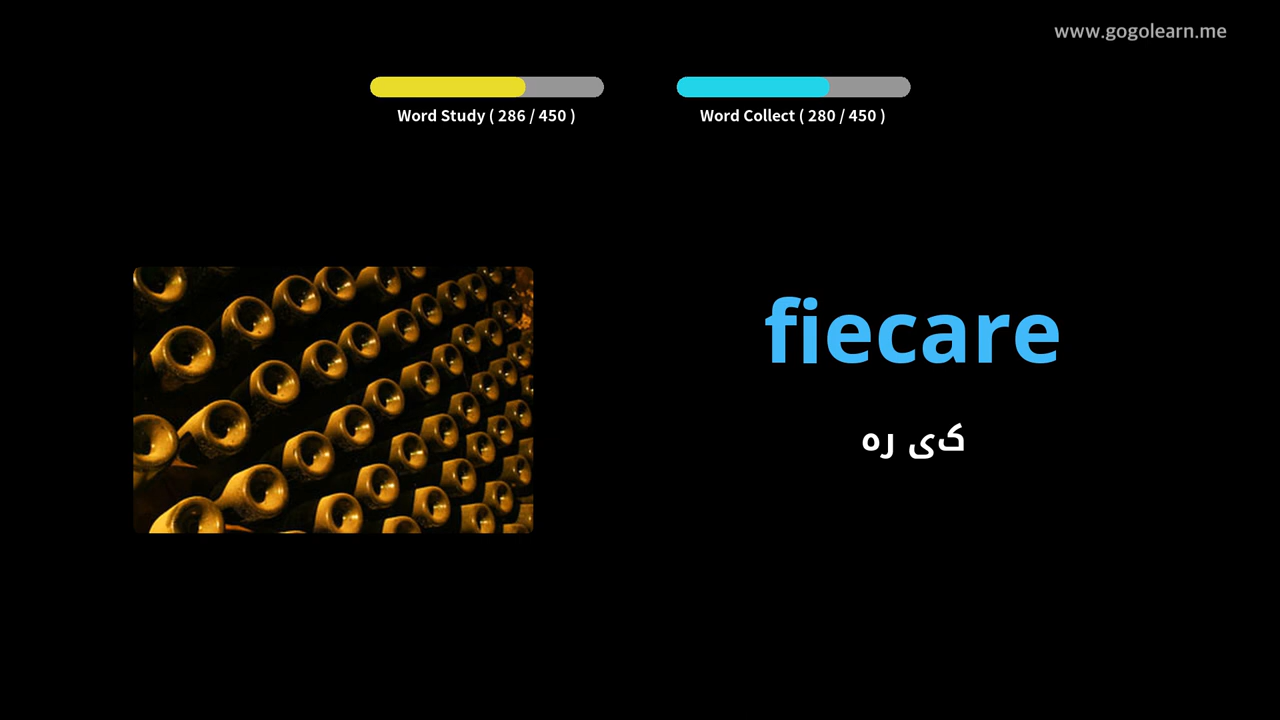 www.gogolearn.me
Word Study ( 286 / 450 )
Word Collect ( 280 / 450 )
fiecare
کی ره